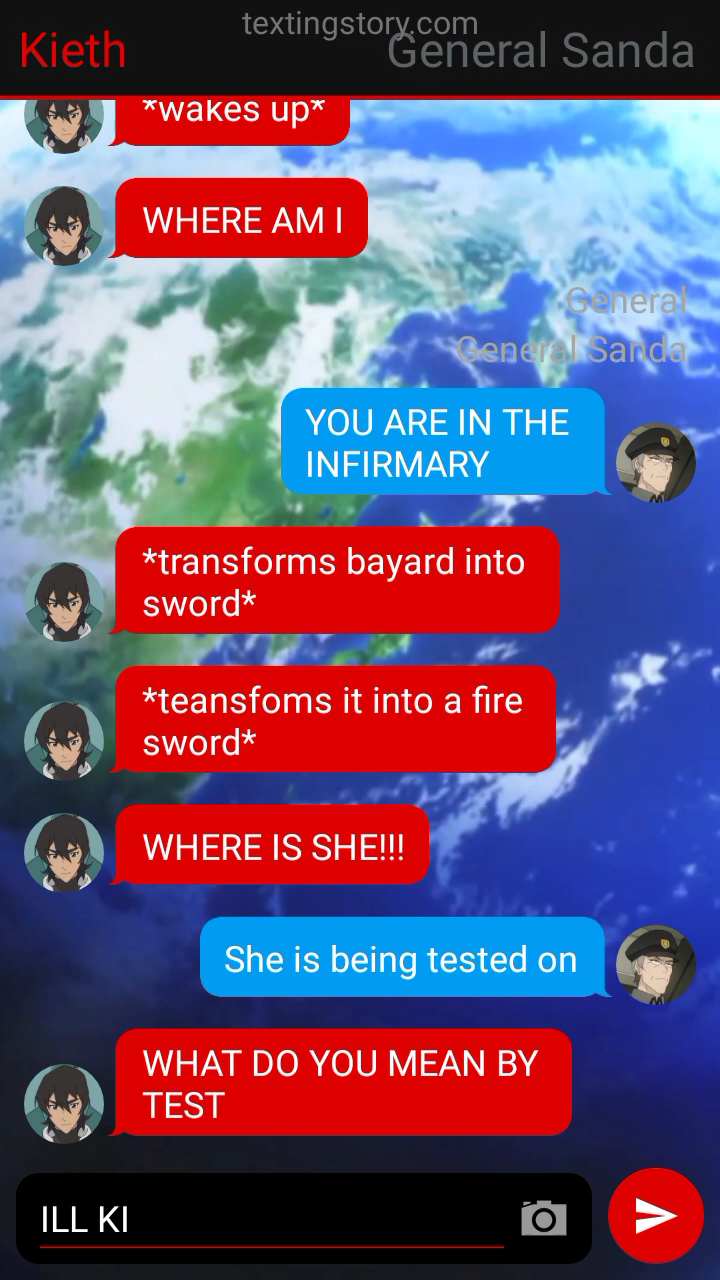 textingstory.com
Kieth
General Sanda
*wakes up*
WHERE AM I
General
General Sanda
YOU ARE IN THE
INFIRMARY
*transforms bayard into
sword*
*teansfoms it into a fire
sword*
WHERE IS SHE!!!
She is being tested on
WHAT DO YOU MEAN BY
TEST
ILL KI